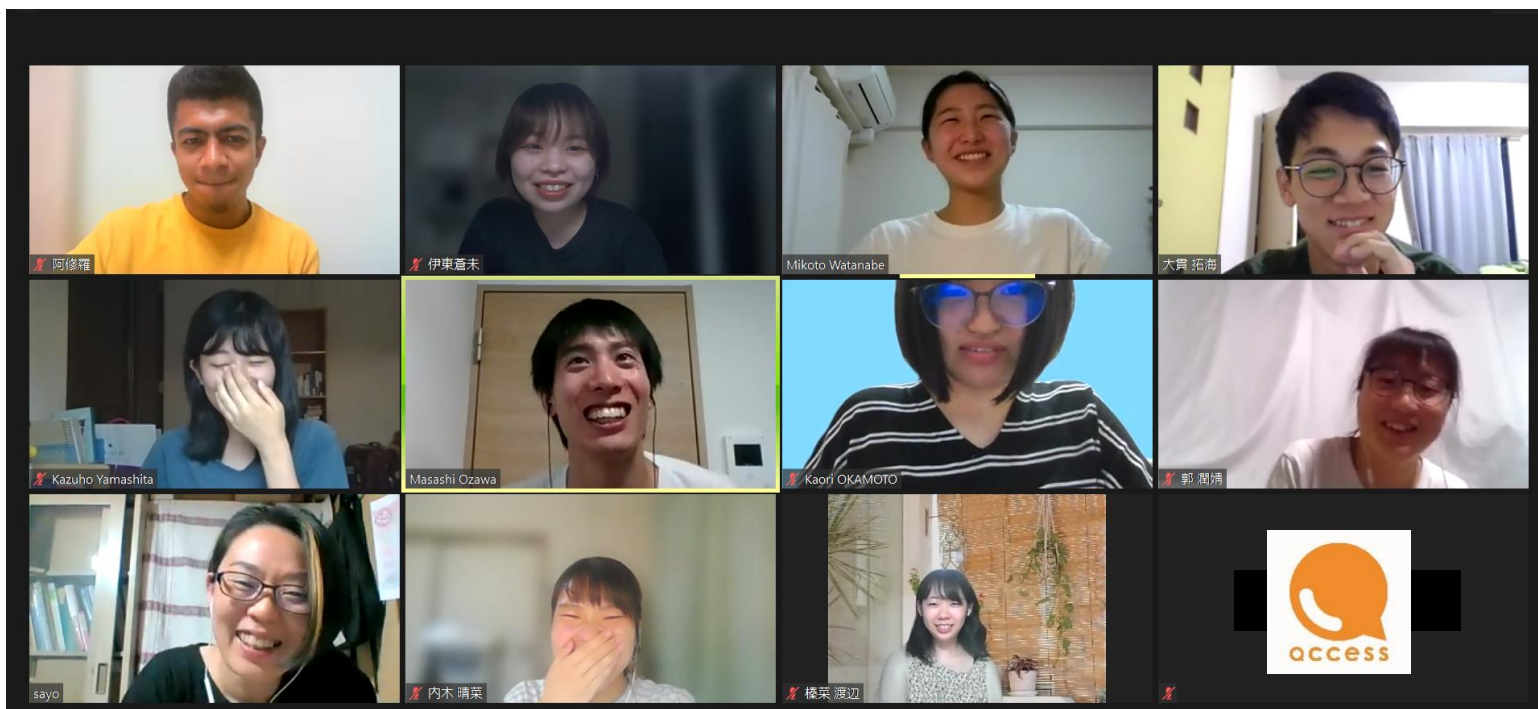 阿修羅
伊東蒼未
Mikoto Watanabe
大貫 拓海
Kazuho Yamashita
Masashi Ozawa
Kaori OKAMOTO
郭 潤婧
sayo
内木 晴菜
榛菜 渡辺
access